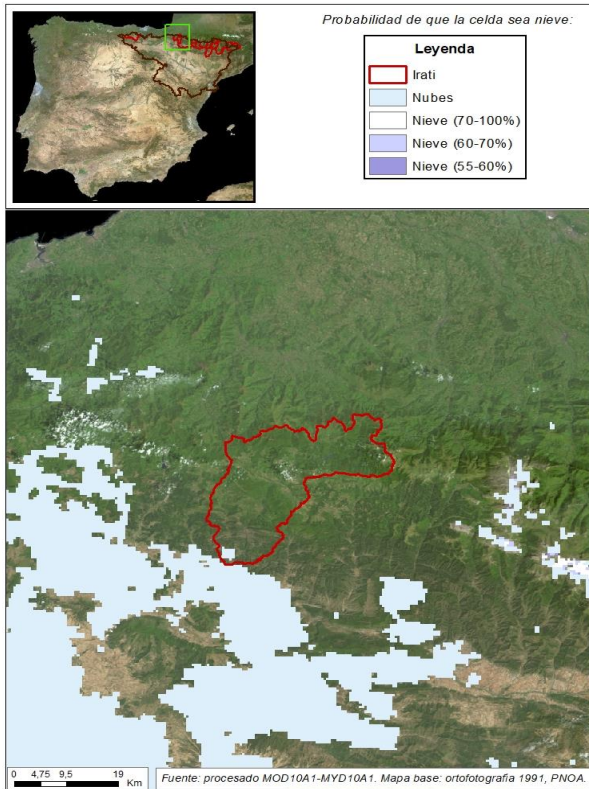 Probabilidad de que la celda sea nieve:
Leyenda
Irati
Nubes
Nieve (70-100%)
Nieve (60-70%)
Nieve (55-60%)
0 4,75 9,5 19
Km
Fuente: procesado MOD10A1-MYD10A1. Mapa base: ortofotografia 1991, PNOA.